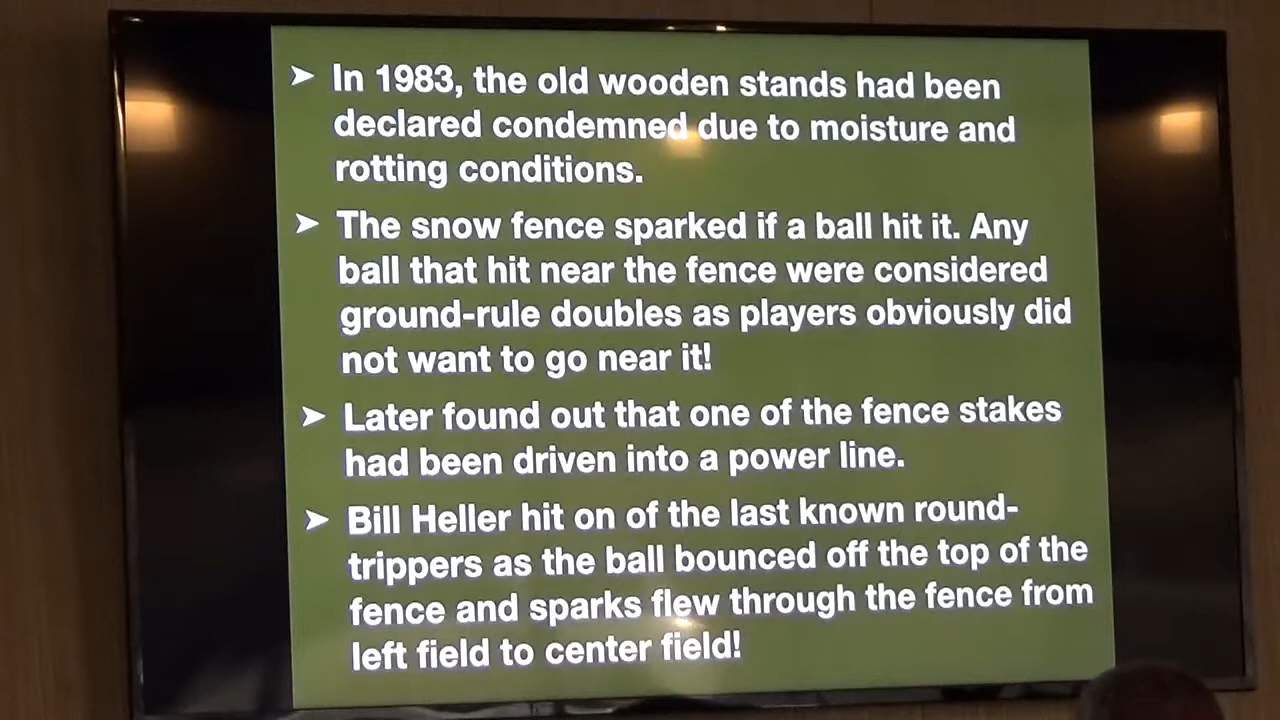 ➤ In 1983, the old wooden stands had been
declared condemned due to moisture and
rotting conditions.
➤ The snow fence sparked if a ball hit it. Any
ball that hit near the fence were considered
ground-rule doubles as players obviously did
not want to go near it!
➤ Later found out that one of the fence stakes
had been driven into a power line.
➤ Bill Heller hit on of the last known round-
trippers as the ball bounced off the top of the
fence and sparks flew through the fence from
left field to center field!